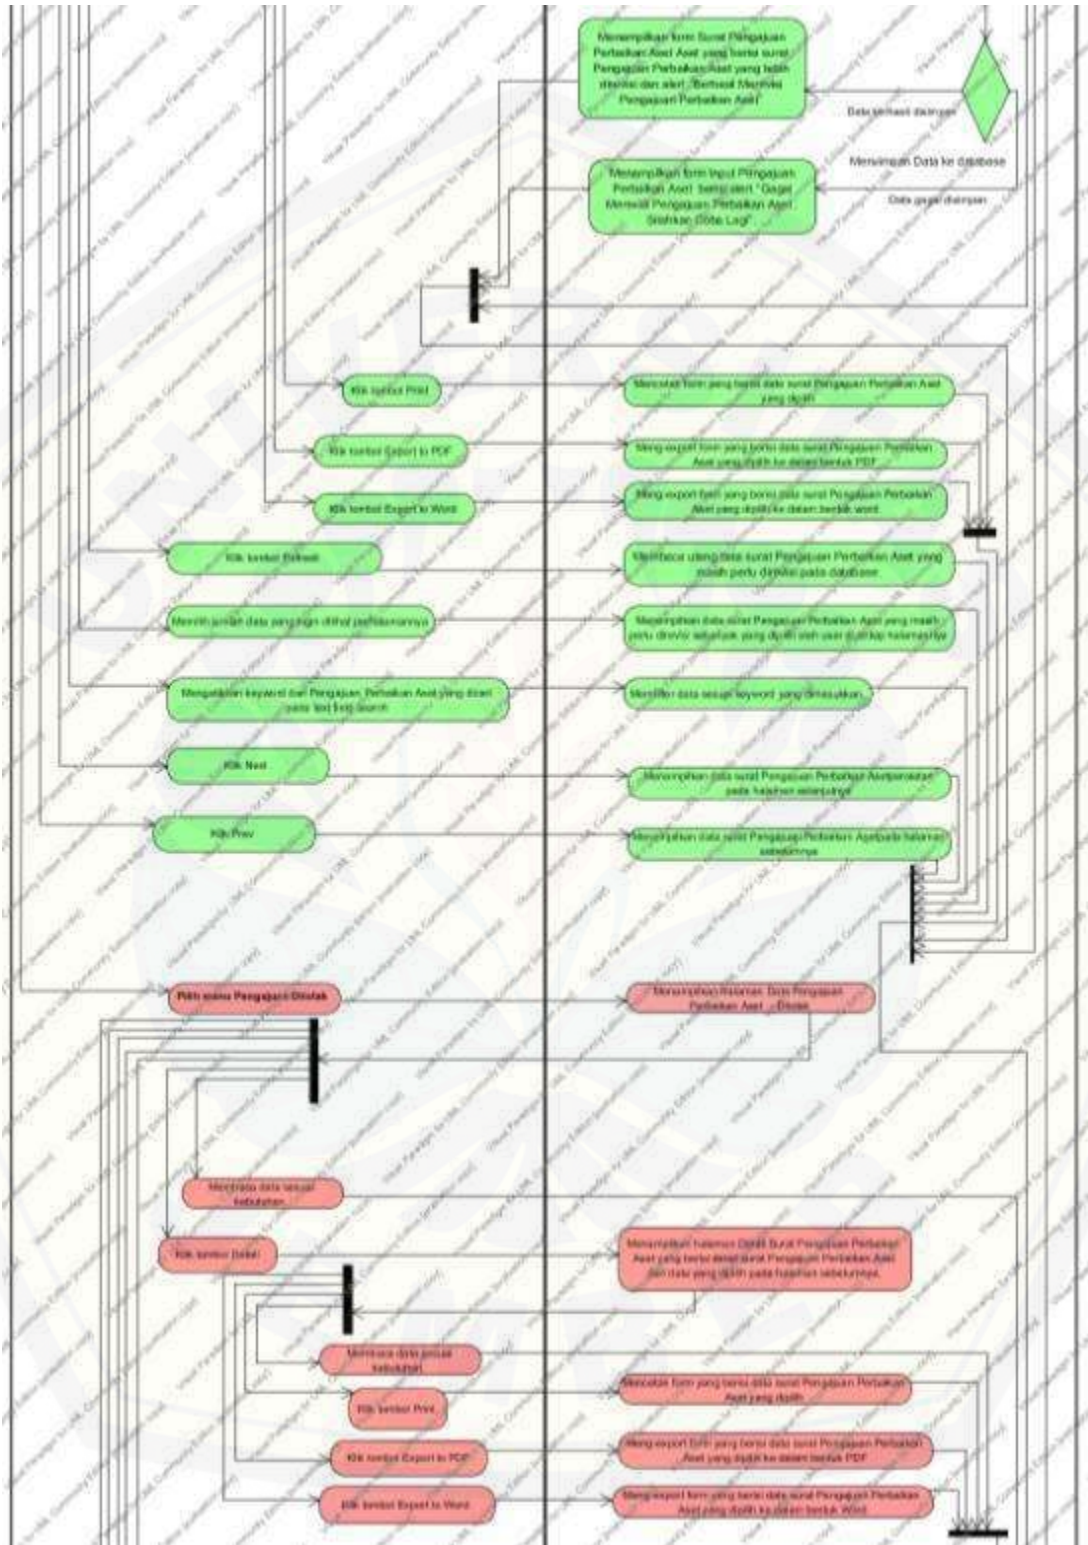 Menampilkan form Surat Pengajuan
Perbaikan Aset Aset yang berisi surat
Pengajuan Perbaikan Aset yang telah
direvisi dan alert "Berhasil Merevisi
Pengajuan Perbaikan Aset"
Data berhasil disimpan
Menyimpan Data ke database
Menampilkan form Input Pengajuan
Perbaikan Aset berisi alert "Gagal
Merevisi Pengajuan Perbaikan Aset
Silahkan Coba Lagi"
Data gagal disimpan
Klik tombol Print
Mencetak form yang berisi data surat Pengajuan Perbaikan Aset
yang dipilih
Klik tombol Export to PDF
Meng-export form yang berisi data surat Pengajuan Perbaikan
Aset yang dipilih ke dalam bentuk PDF
Klik tombol Export to Word
Meng-export form yang berisi data surat Pengajuan Perbaikan
Aset yang dipilih ke dalam bentuk word
Klik tombol
Membaca ulang data surat Pengajuan Perbaikan Aset yang
masih perlu direvisi pada database
Memilih jumlah data yang ingin dilihat perhalamannya
Menampilkan data surat Pengajuan Perbaikan Aset yang masih
perlu direvisi sebanyak yang dipilih oleh user di setiap halamannya
Mengetikkan keyword dari Pengajuan Perbaikan Aset yang dicari
pada text field search
Memfilter data sesuai keyword yang dimasukkan
Klik Next
Menampilkan data surat Pengajuan Perbaikan
pada halaman selanjutnya
Klik Prev
Menampilkan data surat Pengajuan Perbaikan Asetpada halaman
sebelumnya
Pilih menu Pengajuan Ditolak
Menampilkan Halaman Data Pengajuan
Perbaikan Aset - Ditolak
Membaca data sesuai
kebutuhan
Klik tombol Detail
Menampilkan halaman Detail Surat Pengajuan Perbaikan
Aset yang berisi detail surat Pengajuan Perbaikan Aset
dari data yang dipilih pada halaman sebelumnya.
Membaca data sesuai
kebutuhan
Klik tombol Print
Mencetak form yang berisi data surat Pengajuan Perbaikan
Aset yang dipilih
Klik tombol Export to PDF
Meng-export form yang berisi data surat Pengajuan Perbaikan
Aset yang dipilih ke dalam bentuk PDF
Klik tombol Export to Word
Meng-export form yang berisi data surat Pengajuan Perbaikan
Aset yang dipilih ke dalam bentuk Word